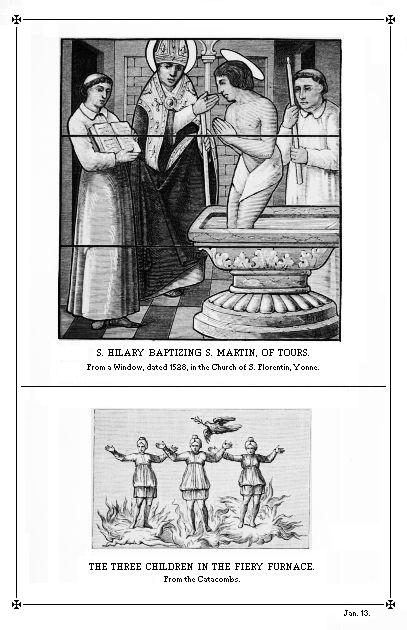 S. HILARY BAPTIZING S. MARTIN, OF TOURS.
From a Window, dated 1528, in the Church of S. Florentin, Yonne.
THE THREE CHILDREN IN THE FIERY FURNACE.
From the Catacombs.
Jan. 13.